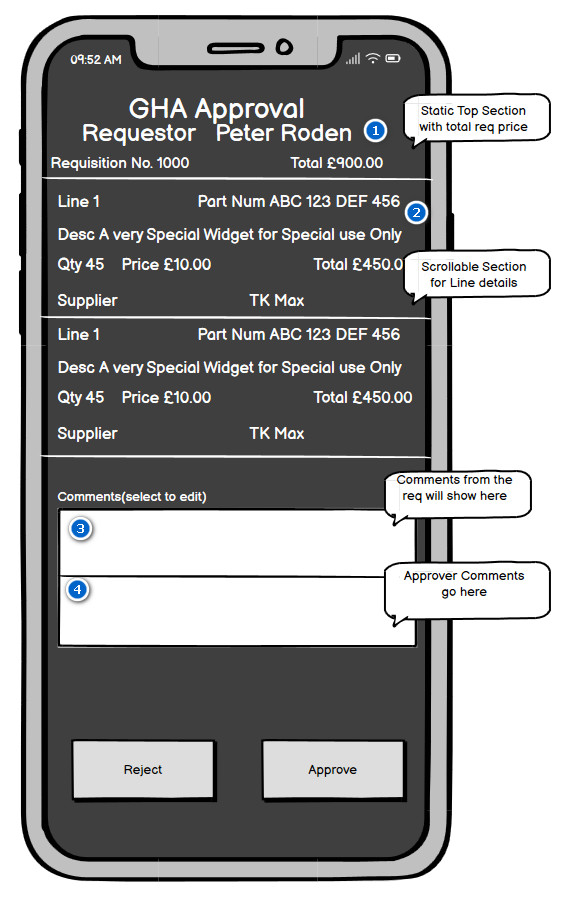 09:52 AM
GHA Approval
Requestor Peter Roden
1
Static Top Section
with total req price
Requisition No. 1000 Total £900.00
Line 1 Part Num ABC 123 DEF 456
2
Desc A very Special Widget for Special use Only
Qty 45 Price £10.00 Total £450.0
Scrollable Section
for Line details
Supplier TK Max
Line 1 Part Num ABC 123 DEF 456
Desc A very Special Widget for Special use Only
Qty 45 Price £10.00 Total £450.00
Supplier TK Max
Comments from the
req will show here
Comments(select to edit)
3
4
Approver Comments
go here
Reject Approve